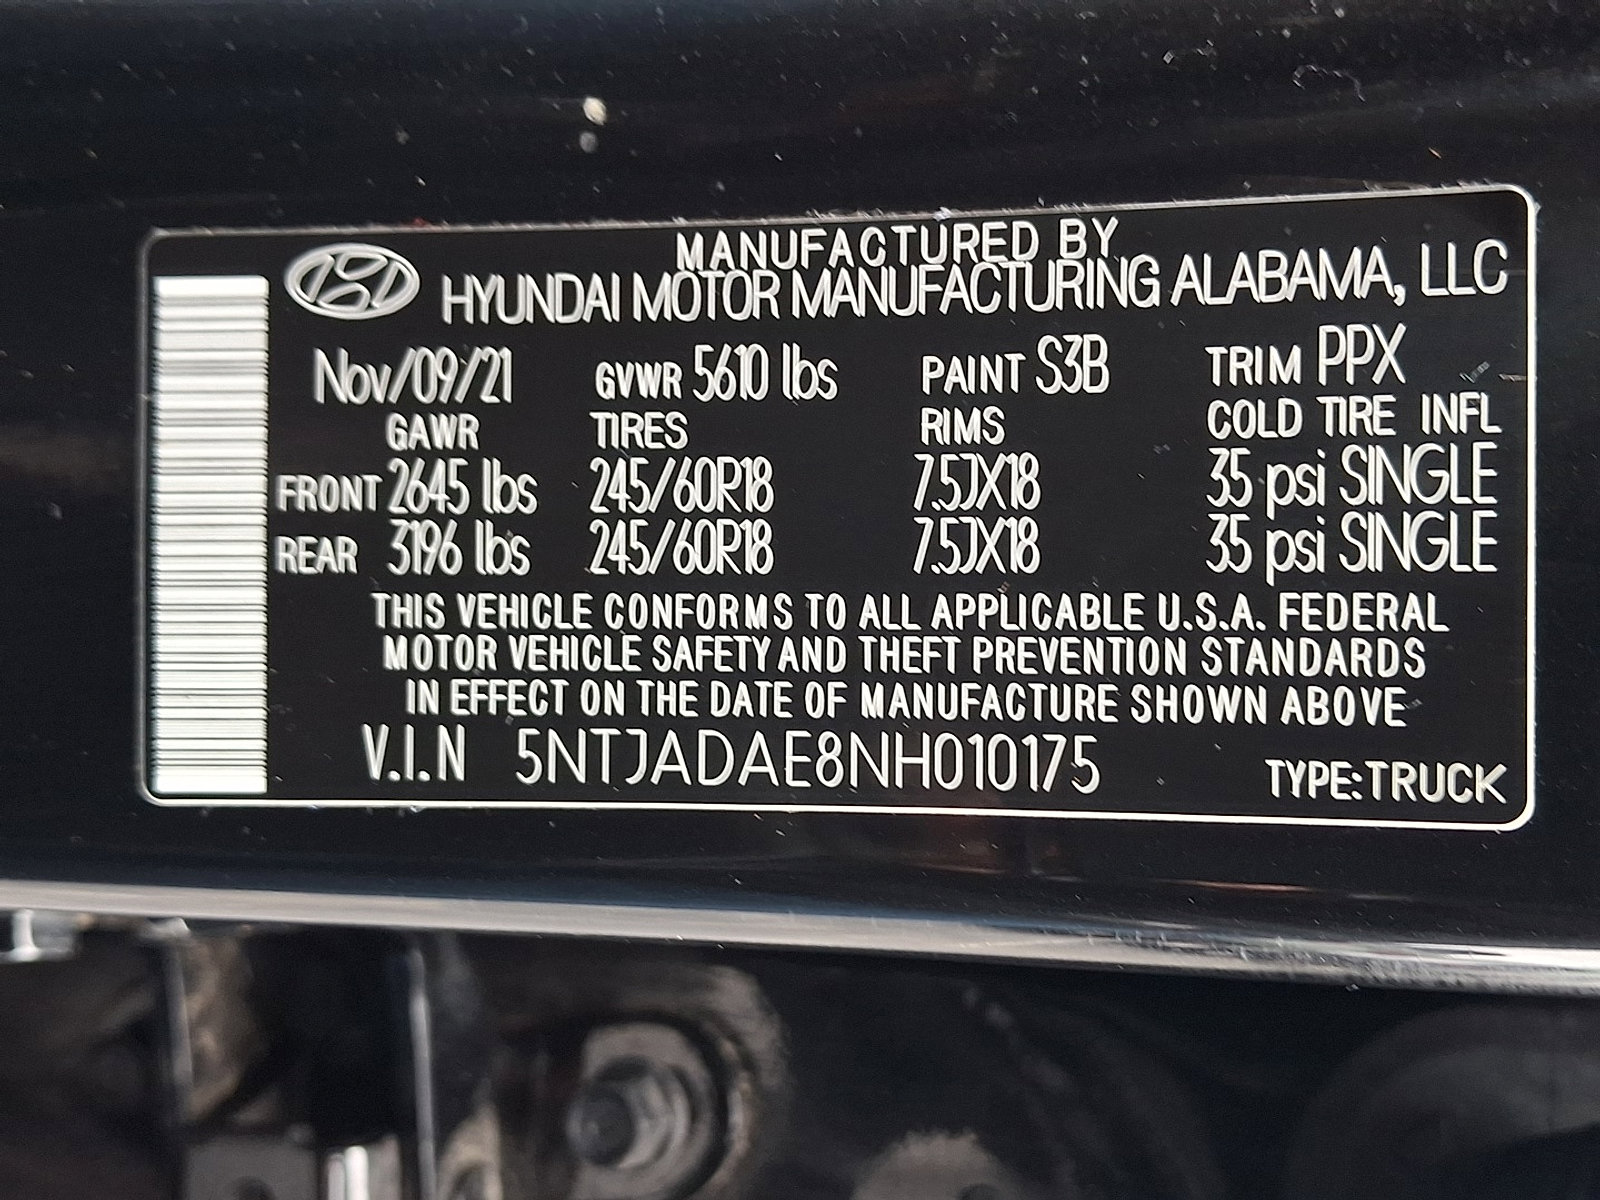 MANUFACTURED BY
HYUNDAI MOTOR MANUFACTURING ALABAMA, LLC
Nov/09/21 GVWR 5610 lbs PAINT S3B TRIM PPX
GAWR TIRES RIMS COLD TIRE INFL
FRONT 2645 lbs 245/60R18 7.5JX18 35 psi SINGLE
REAR 3196 lbs 245/60R18 7.5JX18 35 psi SINGLE
THIS VEHICLE CONFORMS TO ALL APPLICABLE U.S.A. FEDERAL
MOTOR VEHICLE SAFETY AND THEFT PREVENTION STANDARDS
IN EFFECT ON THE DATE OF MANUFACTURE SHOWN ABOVE
V.I.N 5NTJADAE8NH010175 TYPE:TRUCK